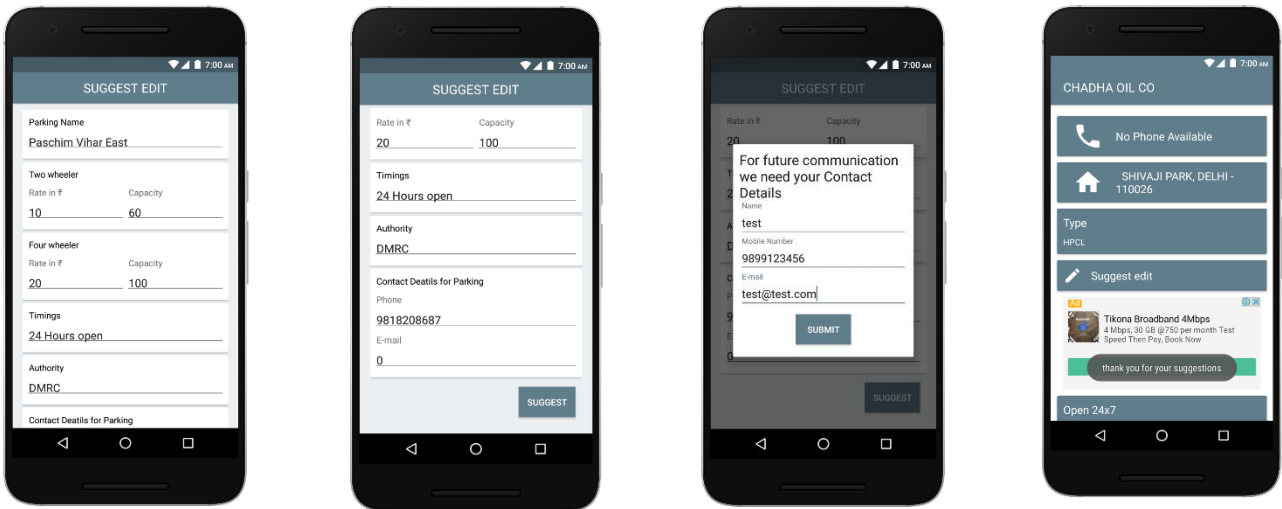 7:00 AM
SUGGEST EDIT
Parking Name
Paschim Vihar East
Two wheeler
Rate in ₹ Capacity
10 60
Four wheeler
Rate in ₹ Capacity
20 100
Timings
24 Hours open
Authority
DMRC
Contact Deatils for Parking
7:00 AM
SUGGEST EDIT
Rate in ₹ Capacity
20 100
Timings
24 Hours open
Authority
DMRC
Contact Deatils for Parking
Phone
9818208687
E-mail
0
SUGGEST
7:00 AM
SUGGEST EDIT
Rate in ₹ Capacity
20 100
For future communication
we need your Contact
Details
Name
test
Mobile Number
9899123456
E-mail
test@test.com
SUBMIT
0
SUGGEST
7:00 AM
CHADHA OIL CO
No Phone Available
SHIVAJI PARK, DELHI -
110026
Type
HPCL
Suggest edit
Ad
Tikona Broadband 4Mbps
4 Mbps, 30 GB @750 per month Test
Speed Then Pay, Book Now
thank you for your suggestions
Open 24x7